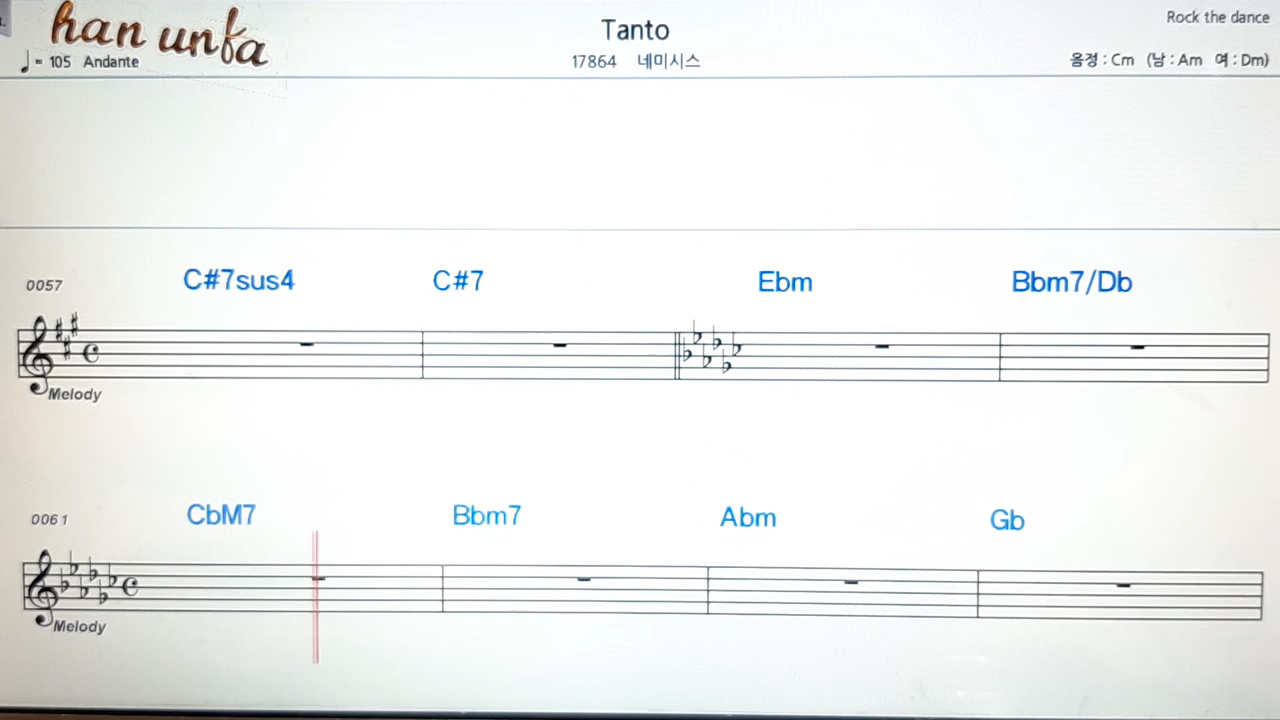 han unfa
Tanto
Rock the dance
♩ = 105 Andante
17864 네미시스
음정 : Cm (남 : Am 여 : Dm)
0057
C#7sus4 C#7 Ebm Bbm7/Db
Melody
0061
CbM7 Bbm7 Abm Gb
Melody